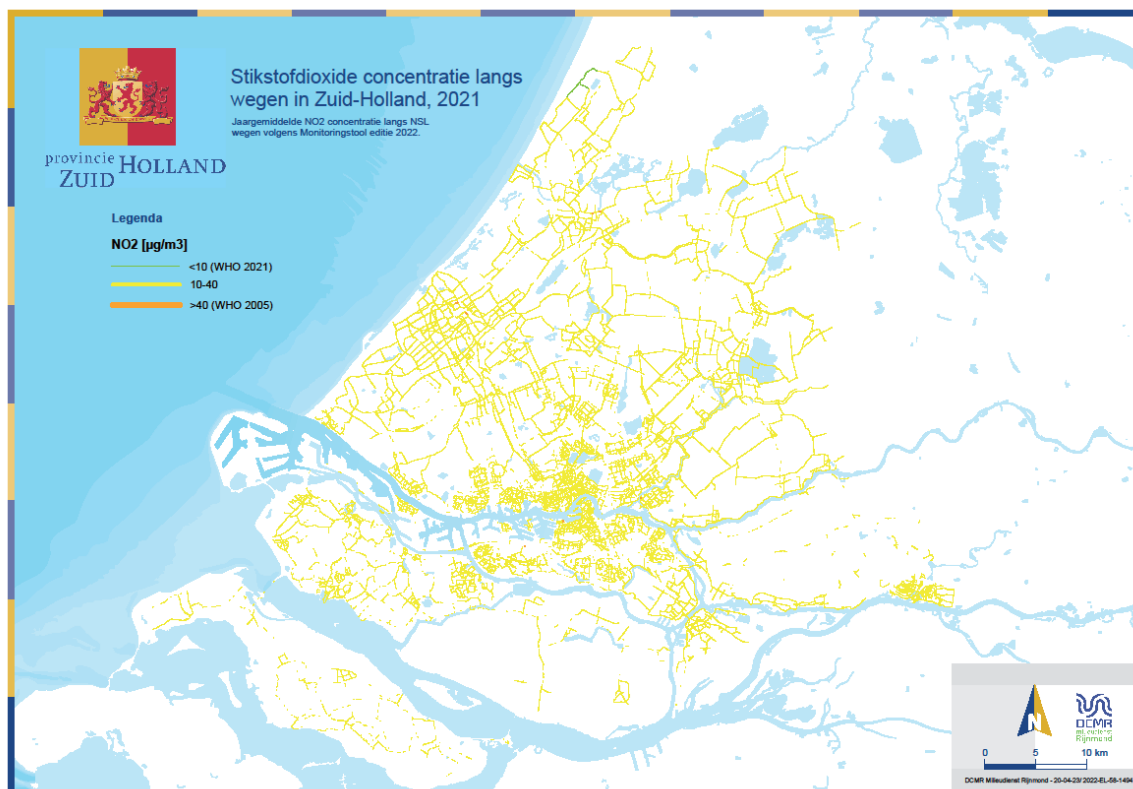 Stikstofdioxide concentratie langs
wegen in Zuid-Holland, 2021
Jaargemiddelde NO2 concentratie langs NSL
wegen volgens Monitoringstool editie 2022.
provincie HOLLAND
ZUID
Legenda
NO2 [µg/m3]
<10 (WHO 2021)
10-40
>40 (WHO 2005)
N
DCMR
milieudienst
Rijnmond
0 5 10 km
DCMR Milieudienst Rijnmond - 20-04-23/ 2022-EL-58-1494